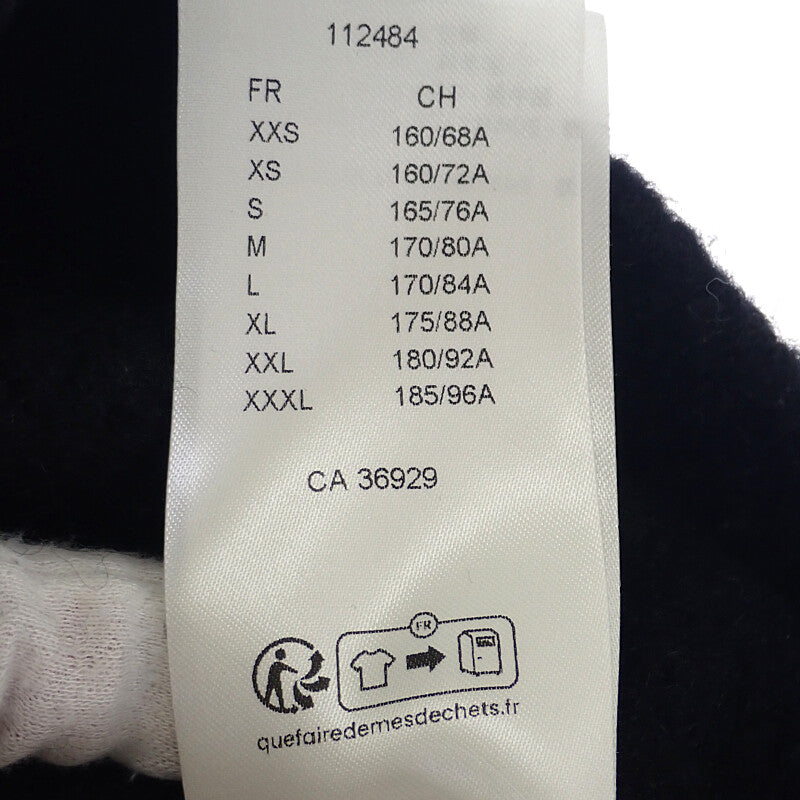 112484
FR CH
XXS 160/68A
XS 160/72A
S 165/76A
M 170/80A
L 170/84A
XL 175/88A
XXL 180/92A
XXXL 185/96A
CA 36929
FR
quefairedemesdechets.fr